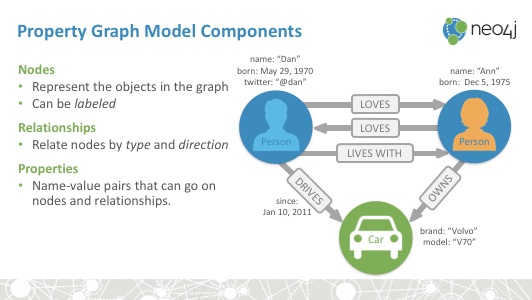 Property Graph Model Components
neo4j
Nodes
• Represent the objects in the graph
• Can be labeled
Relationships
• Relate nodes by type and direction
Properties
• Name-value pairs that can go on
nodes and relationships.
name: “Dan”
born: May 29, 1970
twitter: “@dan”
name: “Ann”
born: Dec 5, 1975
Person
LOVES
LOVES
LIVES WITH
Person
DRIVES
since:
Jan 10, 2011
OWNS
Car
brand: “Volvo”
model: “V70”